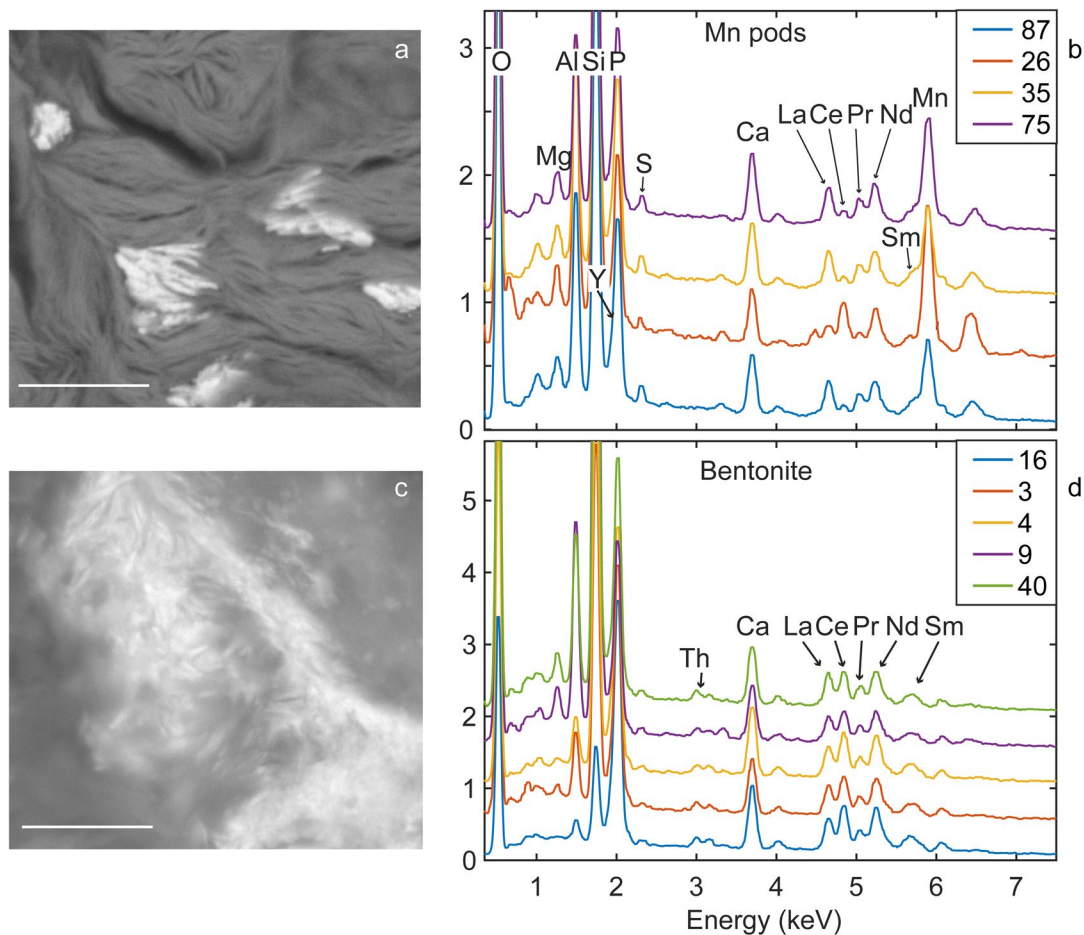 a
b
Mn pods
87
26
35
75
3
2
1
0
O
Al Si P
Mg
S
Y
Ca
La Ce Pr Nd
Mn
Sm
c
d
Bentonite
16
3
4
9
40
5
4
3
2
1
0
Th
Ca
La Ce Pr Nd Sm
1 2 3 4 5 6 7
Energy (keV)